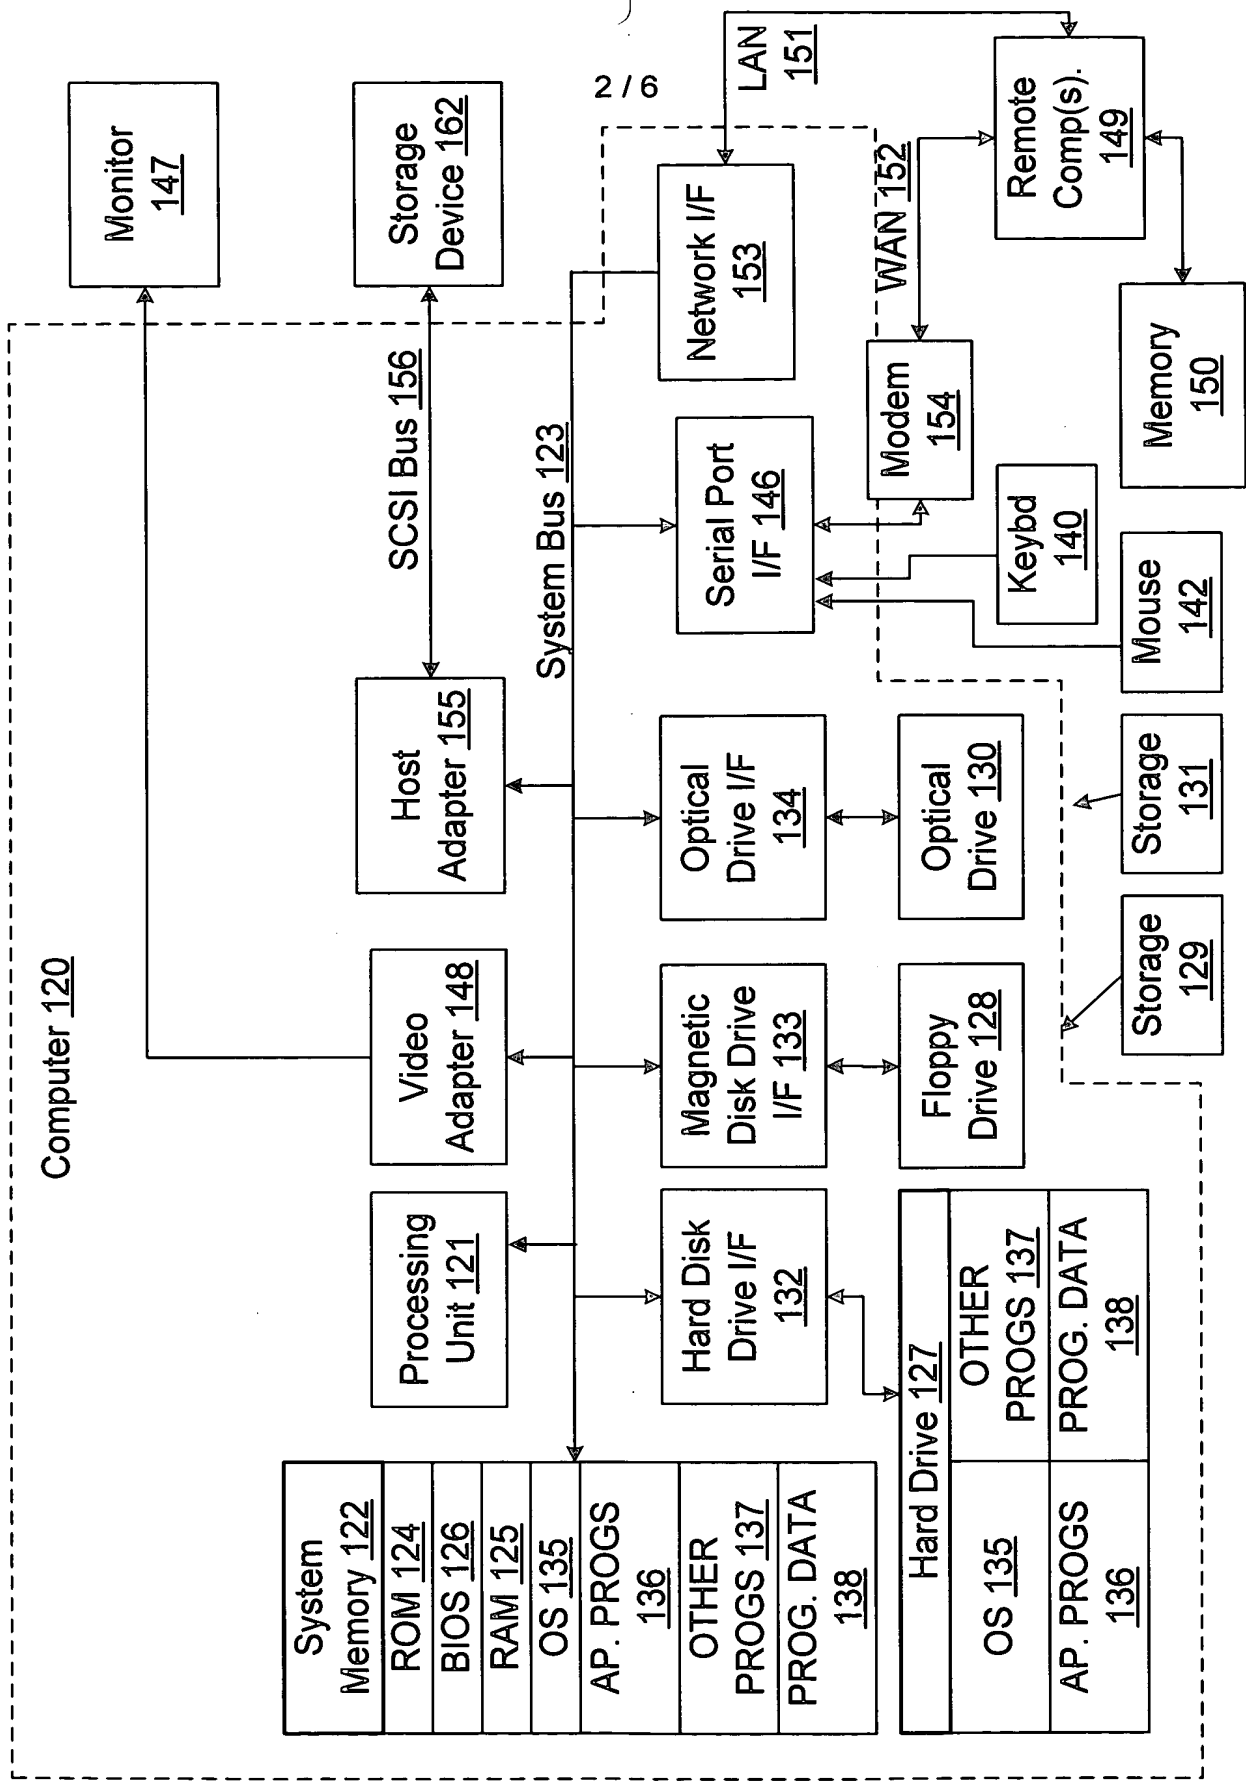 2 / 6
Computer 120
Monitor
147
Storage
Device 162
SCSI Bus 156
Host
Adapter 155
Video
Adapter 148
Processing
Unit 121
System Bus 123
System
Memory 122
ROM 124
BIOS 126
RAM 125
OS 135
AP. PROGS
136
OTHER
PROGS 137
PROG. DATA
138
Hard Disk
Drive I/F
132
Magnetic
Disk Drive
I/F 133
Optical
Drive I/F
134
Serial Port
I/F 146
Network I/F
153
LAN
151
WAN 152
Hard Drive 127
OS 135
OTHER
PROGS 137
AP. PROGS
136
PROG. DATA
138
Floppy
Drive 128
Optical
Drive 130
Modem
154
Remote
Comp(s).
149
Storage
129
Storage
131
Mouse
142
Keybd
140
Memory
150